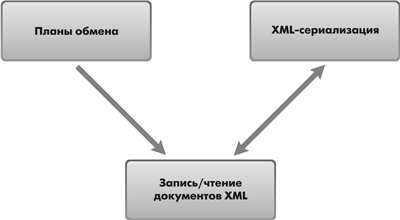 Планы обмена
XML-сериализация
Запись/чтение
документов XML